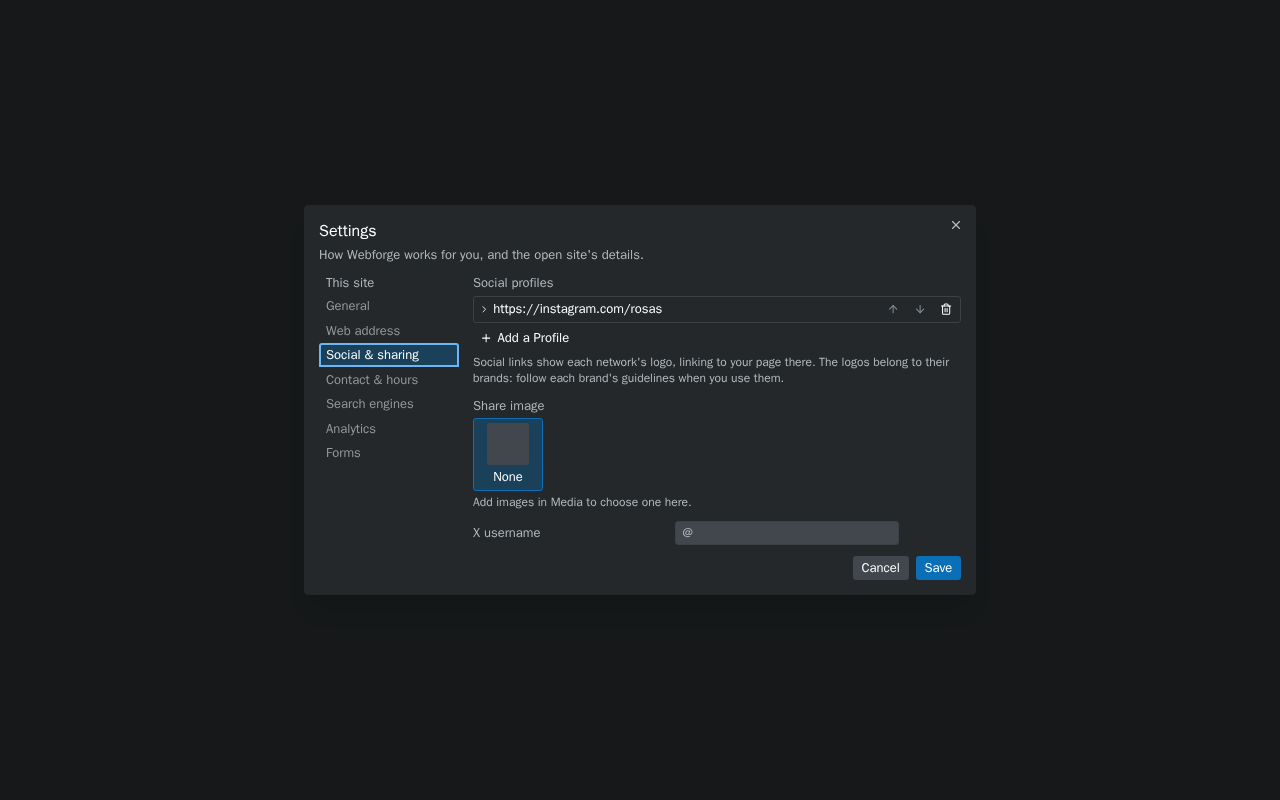 Settings
How Webforge works for you, and the open site's details.
This site
General
Web address
Social & sharing
Contact & hours
Search engines
Analytics
Forms
Social profiles
https://instagram.com/rosas
Add a Profile
Social links show each network's logo, linking to your page there. The logos belong to their
brands: follow each brand's guidelines when you use them.
Share image
None
Add images in Media to choose one here.
X username
@
Cancel
Save